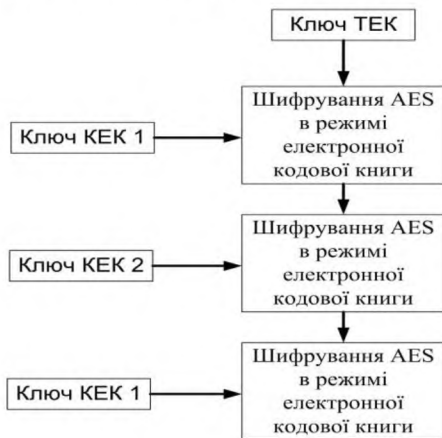 Ключ ТЕК
Шифрування AES
в режимі
електронної
кодової книги
Ключ КЕК 1
Шифрування AES
в режимі
електронної
кодової книги
Ключ КЕК 2
Шифрування AES
в режимі
електронної
кодової книги
Ключ КЕК 1